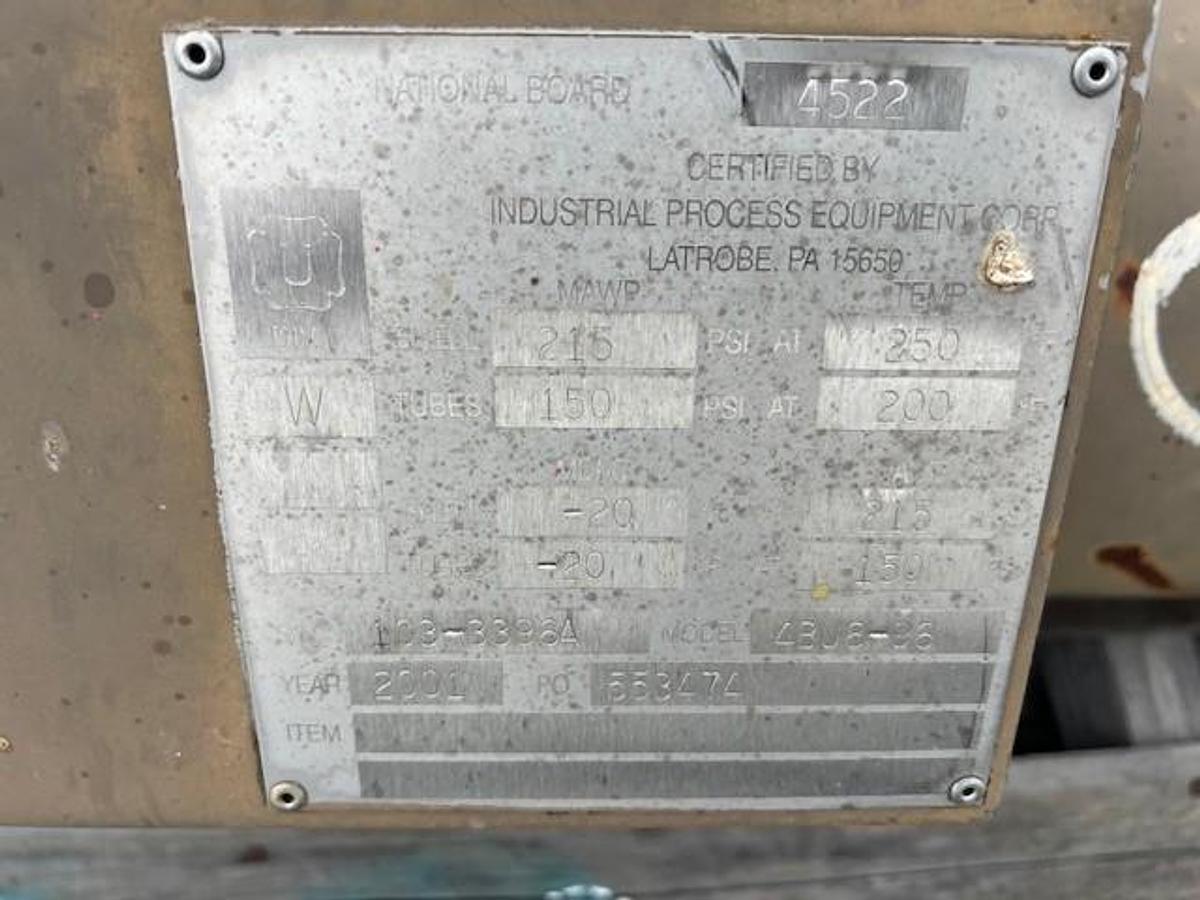 NATIONAL BOARD 4522
CERTIFIED BY
INDUSTRIAL PROCESS EQUIPMENT CORP
LATROBE, PA 15650
MAWP TEMP
U
SHELL 215 PSI AT 250 °F
W TUBES 150 PSI AT 200 °F
-20 215
-20 150
MODEL
YEAR 2001 PO 553474
ITEM